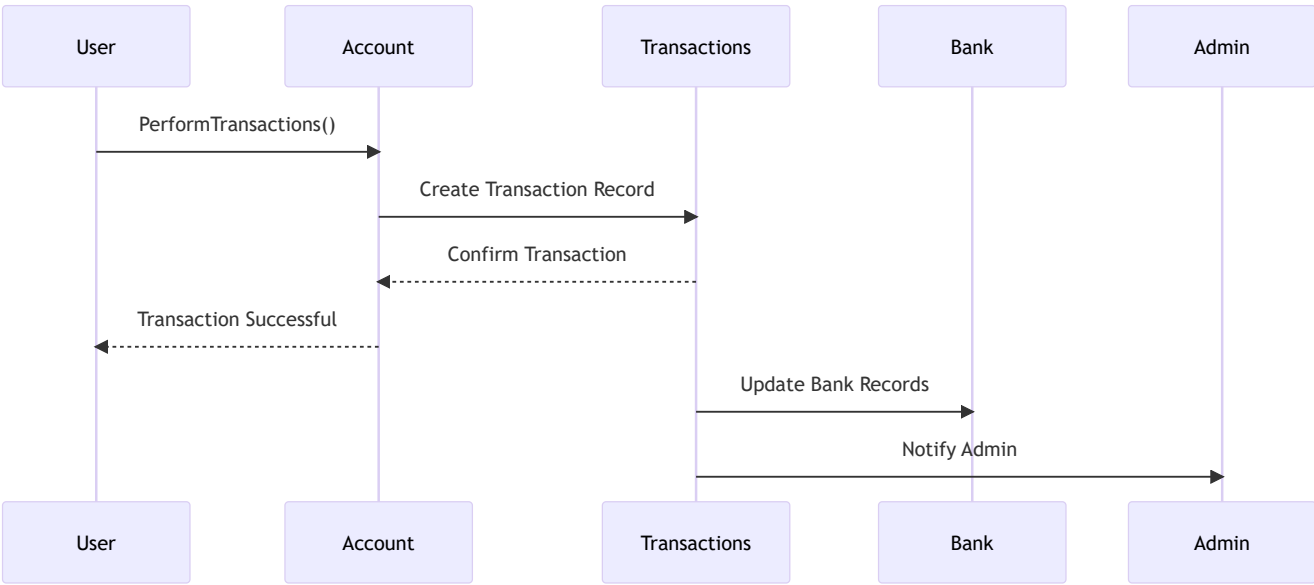 User Account Transactions Bank Admin
PerformTransactions()
Create Transaction Record
Confirm Transaction
Transaction Successful
Update Bank Records
Notify Admin
User Account Transactions Bank Admin